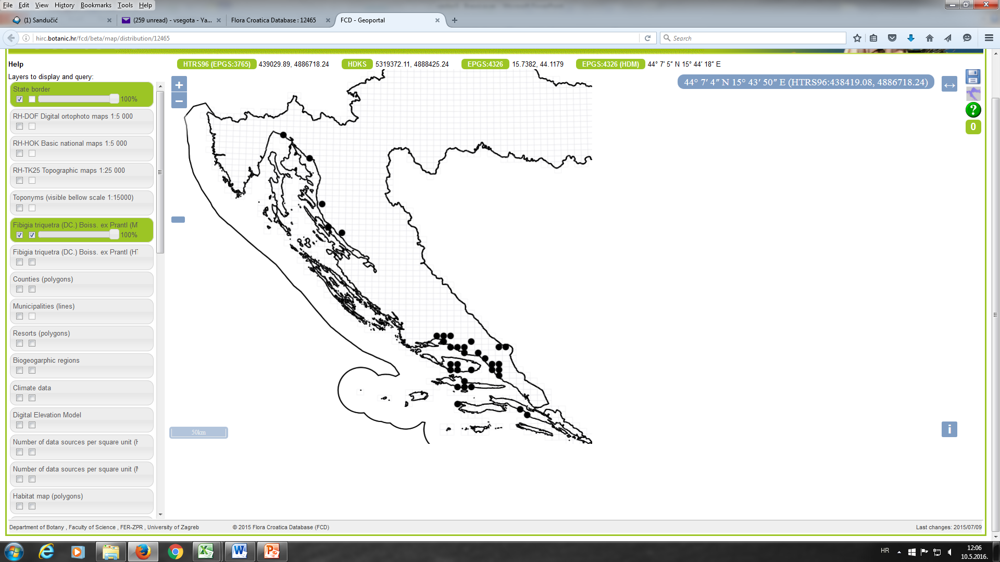 File Edit View History Bookmarks Tools Help
(1) Sandučić
(259 unread) - vsegota - Ya...
Flora Croatica Database : 12465
FCD - Geoportal
hirc.botanic.hr/fcd/beta/map/distribution/12465
Search
Help
HTRS96 (EPGS:3765) 439029.89, 4886718.24 HDKS 5319372.11, 4888425.24 EPGS:4326 15.7382, 44.1179 EPGS:4326 (HDM) 44° 7′ 5″ N 15° 44′ 18″ E
Layers to display and query:
44° 7′ 4″ N 15° 43′ 50″ E (HTRS96:438419.08, 4886718.24)
State border
100%
RH-DOF Digital ortophoto maps 1:5 000
RH-HOK Basic national maps 1:5 000
RH-TK25 Topographic maps 1:25 000
Toponyms (visible bellow scale 1:15000)
Fibigia triquetra (DC.) Boiss. ex Prantl (M
100%
Fibigia triquetra (DC.) Boiss. ex Prantl (H
Counties (polygons)
Municipalities (lines)
Resorts (polygons)
Biogeogarphic regions
Climate data
Digital Elevation Model
Number of data sources per square unit (
Number of data sources per square unit (
Habitat map (polygons)
+
−
?
0
50km
i
Department of Botany , Faculty of Science , FER-ZPR , University of Zagreb
© 2015 Flora Croatica Database (FCD)
Last changes: 2015/07/09
HR
12:06
10.5.2016.